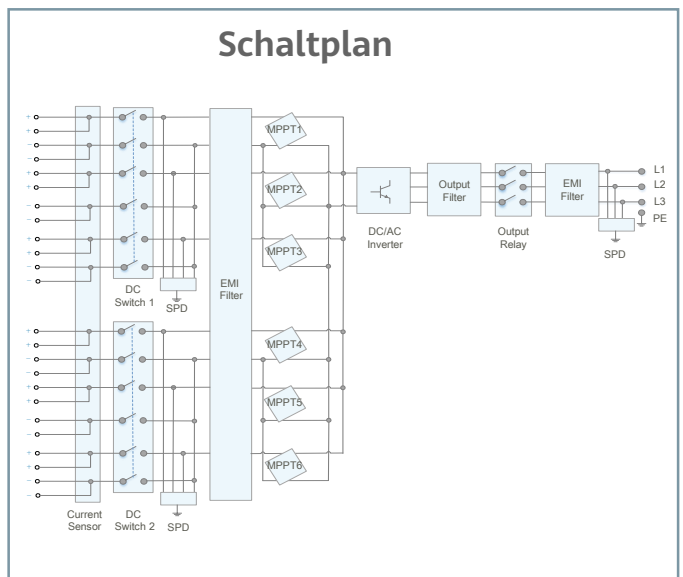 Schaltplan
+
+
−
−
+
+
−
−
+
+
−
−
DC
Switch 1
SPD
EMI
Filter
MPPT1
MPPT2
MPPT3
DC/AC
Inverter
Output
Filter
Output
Relay
EMI
Filter
L1
L2
L3
PE
SPD
+
+
−
−
+
+
−
−
+
+
−
−
MPPT4
MPPT5
MPPT6
Current
Sensor
DC
Switch 2
SPD